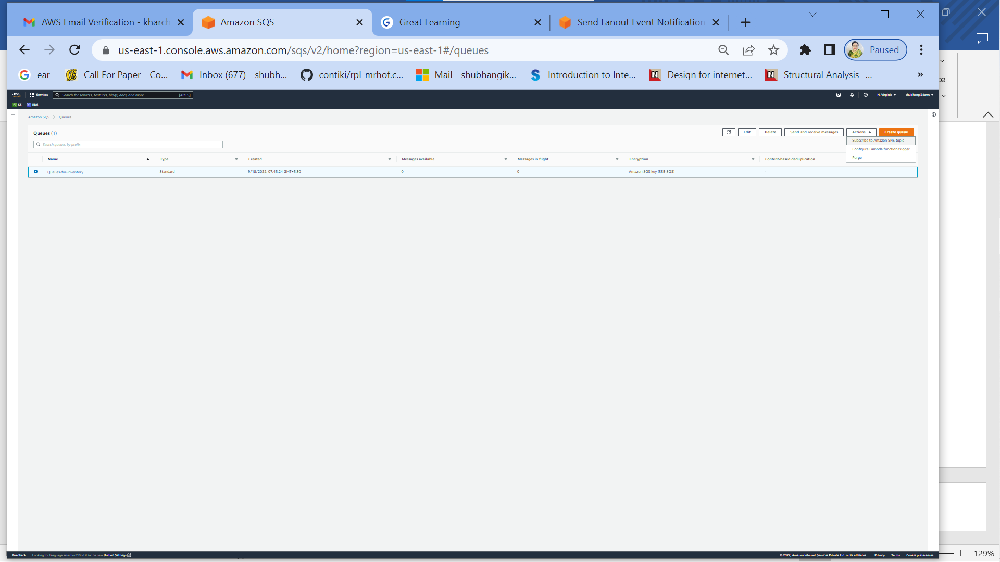 AWS Email Verification - kharch
Amazon SQS
Great Learning
Send Fanout Event Notification
us-east-1.console.aws.amazon.com/sqs/v2/home?region=us-east-1#/queues
Paused
ear
Call For Paper - Co...
Inbox (677) - shubh...
contiki/rpl-mrhof.c...
Mail - shubhangik...
Introduction to Inte...
Design for internet...
Structural Analysis -...
»
ce
aws
Services
Search for services, features, blogs, docs, and more
[Alt+S]
N. Virginia
shubhangi24aws
S3
RDS
Amazon SQS
Queues
Queues (1)
Edit
Delete
Send and receive messages
Actions
Create queue
Search queues by prefix
Subscribe to Amazon SNS topic
Configure Lambda function trigger
Purge
Name
Type
Created
Messages available
Messages in flight
Encryption
Content-based deduplication
Queues-for-Inventory
Standard
9/18/2022, 07:45:24 GMT+5:30
0
0
Amazon SQS key (SSE-SQS)
-
Feedback
Looking for language selection? Find it in the new Unified Settings
© 2022, Amazon Internet Services Private Ltd. or its affiliates.
Privacy
Terms
Cookie preferences
129%